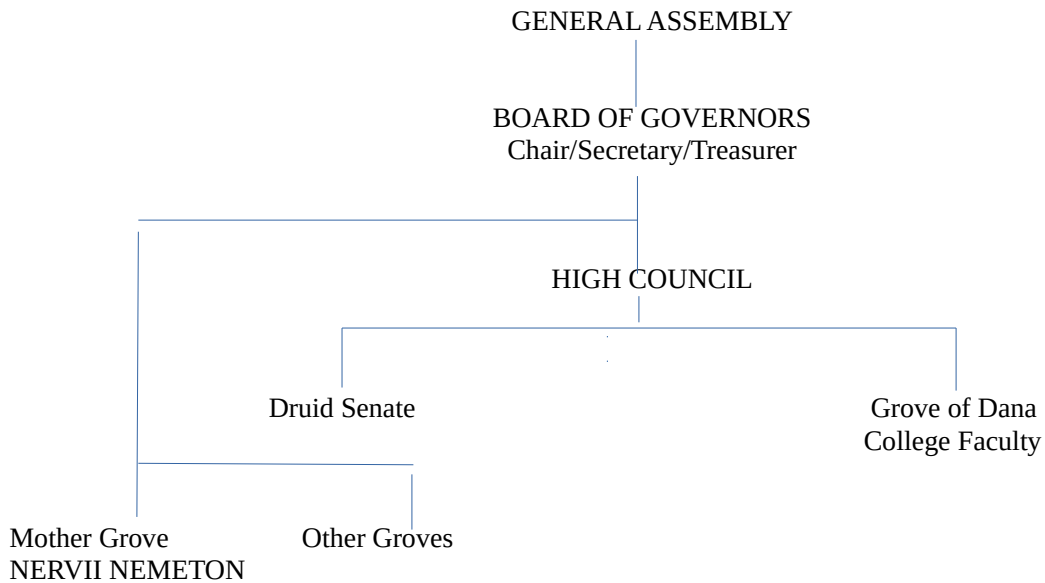 GENERAL ASSEMBLY
BOARD OF GOVERNORS
Chair/Secretary/Treasurer
HIGH COUNCIL
Druid Senate
Grove of Dana
College Faculty
Mother Grove
NERVII NEMETON
Other Groves